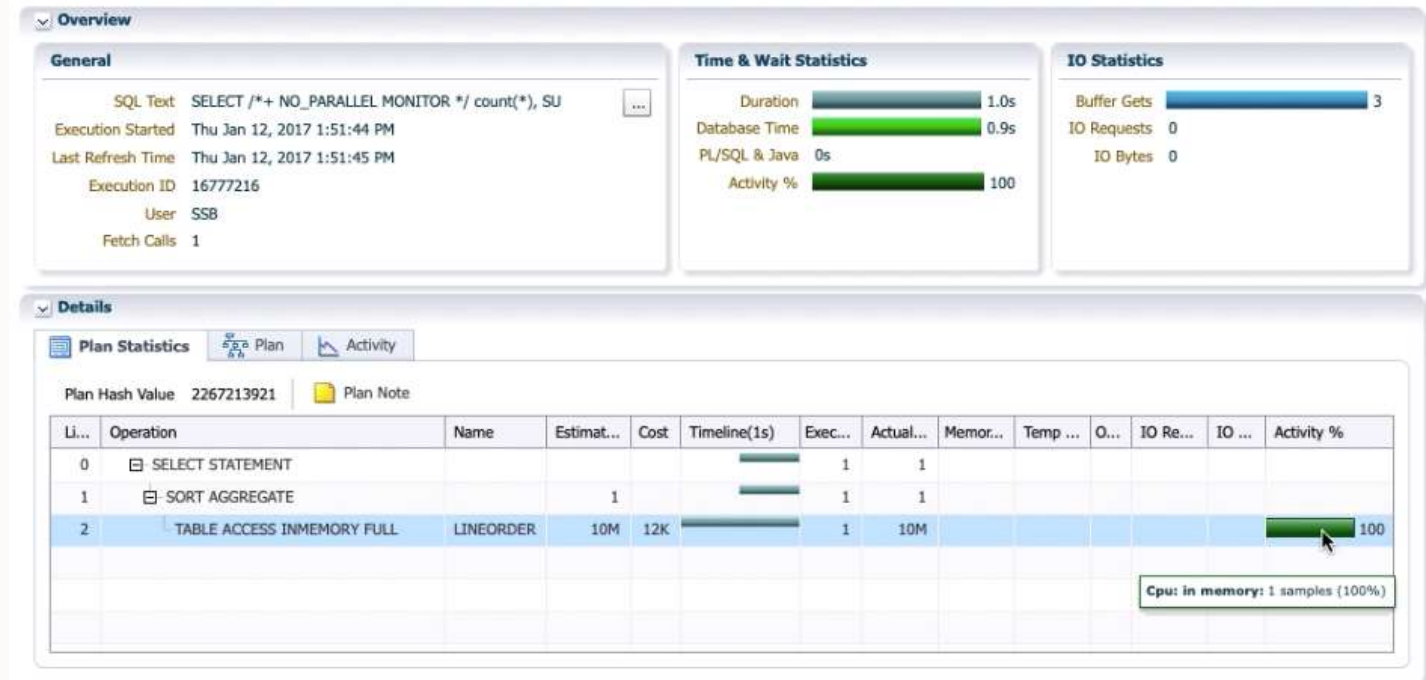 Overview
General
SQL Text SELECT /*+ NO_PARALLEL MONITOR */ count(*), SU ...
Execution Started Thu Jan 12, 2017 1:51:44 PM
Last Refresh Time Thu Jan 12, 2017 1:51:45 PM
Execution ID 16777216
User SSB
Fetch Calls 1
Time & Wait Statistics
Duration 1.0s
Database Time 0.9s
PL/SQL & Java 0s
Activity % 100
IO Statistics
Buffer Gets 3
IO Requests 0
IO Bytes 0
Details
Plan Statistics Plan Activity
Plan Hash Value 2267213921 Plan Note
Li... Operation Name Estimat... Cost Timeline(1s) Exec... Actual... Memor... Temp ... O... IO Re... IO ... Activity %
0 SELECT STATEMENT 1 1
1 SORT AGGREGATE 1 1 1
2 TABLE ACCESS INMEMORY FULL LINEORDER 10M 12K 1 10M 100
Cpu: in memory: 1 samples (100%)